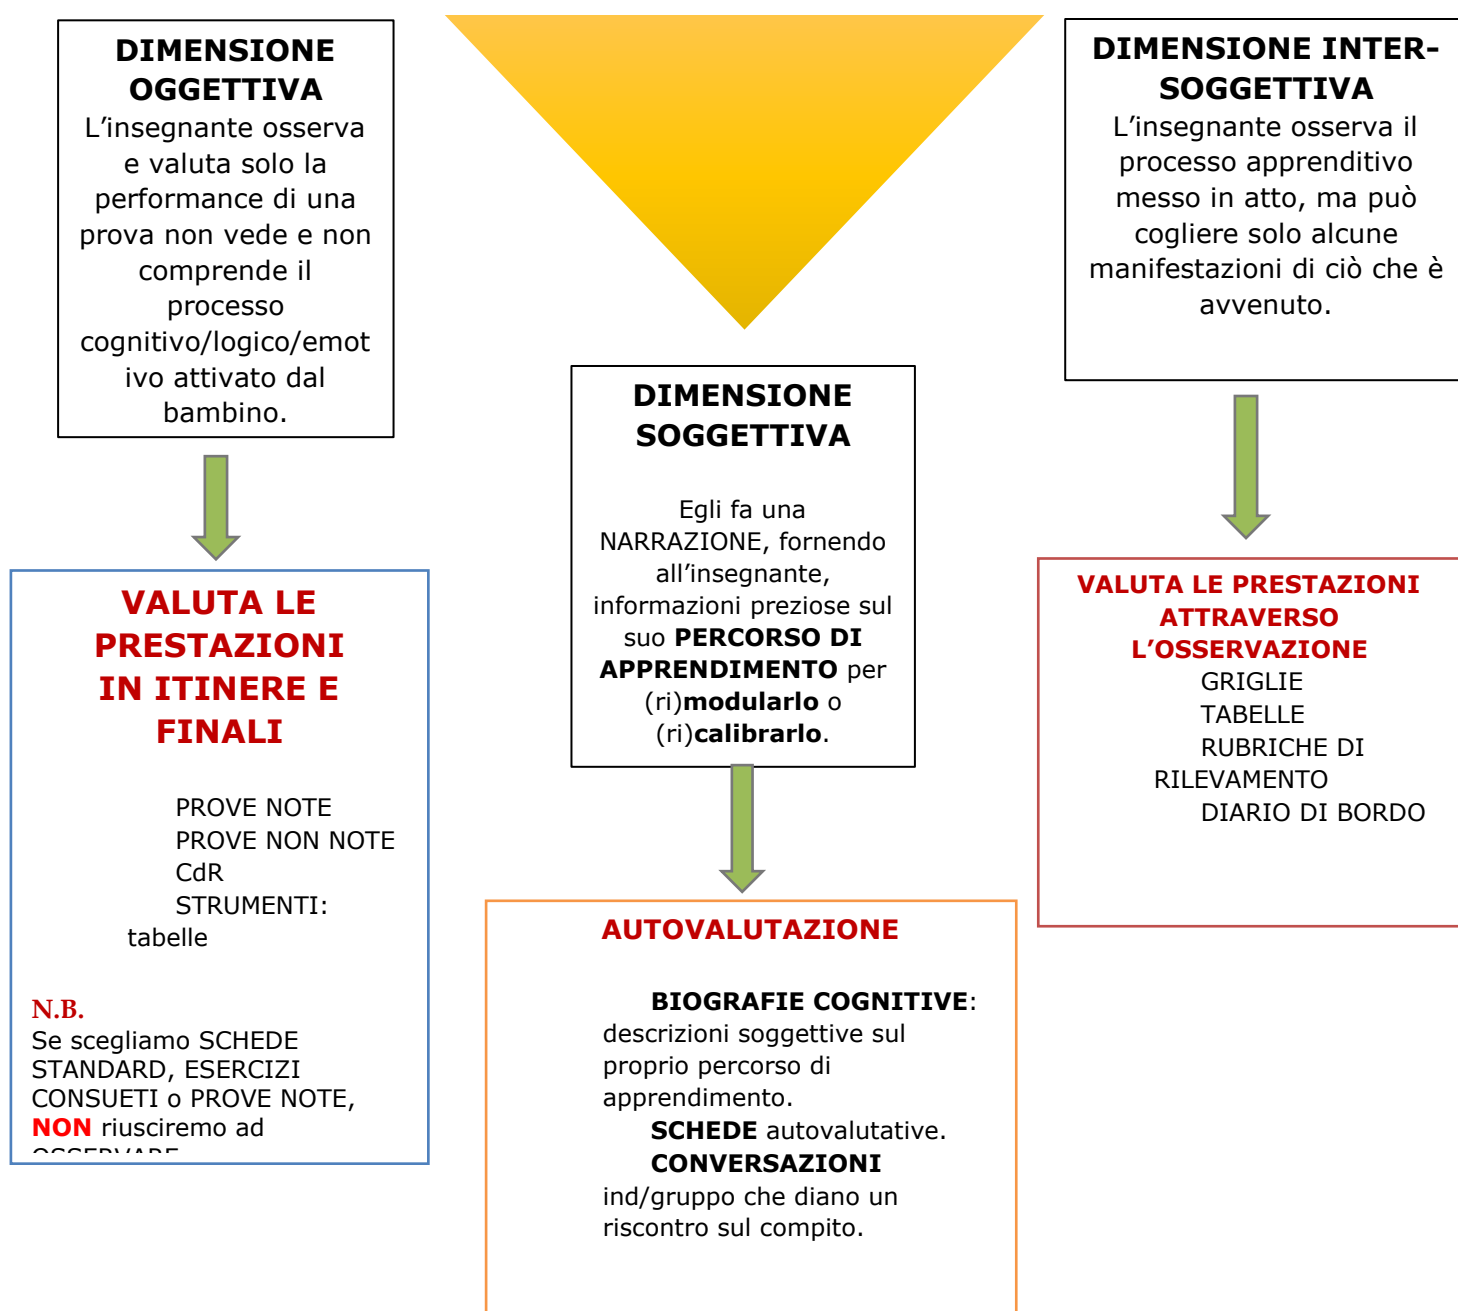 DIMENSIONE
OGGETTIVA
L’insegnante osserva
e valuta solo la
performance di una
prova non vede e non
comprende il
processo
cognitivo/logico/emot
ivo attivato dal
bambino.
VALUTA LE
PRESTAZIONI
IN ITINERE E
FINALI
PROVE NOTE
PROVE NON NOTE
CdR
STRUMENTI:
tabelle
N.B.
Se scegliamo SCHEDE
STANDARD, ESERCIZI
CONSUETI o PROVE NOTE,
NON riusciremo ad
DIMENSIONE
SOGGETTIVA
Egli fa una
NARRAZIONE, fornendo
all’insegnante,
informazioni preziose sul
suo PERCORSO DI
APPRENDIMENTO per
(ri)modularlo o
(ri)calibrarlo.
AUTOVALUTAZIONE
BIOGRAFIE COGNITIVE:
descrizioni soggettive sul
proprio percorso di
apprendimento.
SCHEDE autovalutative.
CONVERSAZIONI
ind/gruppo che diano un
riscontro sul compito.
DIMENSIONE INTER-
SOGGETTIVA
L’insegnante osserva il
processo apprenditivo
messo in atto, ma può
cogliere solo alcune
manifestazioni di ciò che è
avvenuto.
VALUTA LE PRESTAZIONI
ATTRAVERSO
L’OSSERVAZIONE
GRIGLIE
TABELLE
RUBRICHE DI
RILEVAMENTO
DIARIO DI BORDO